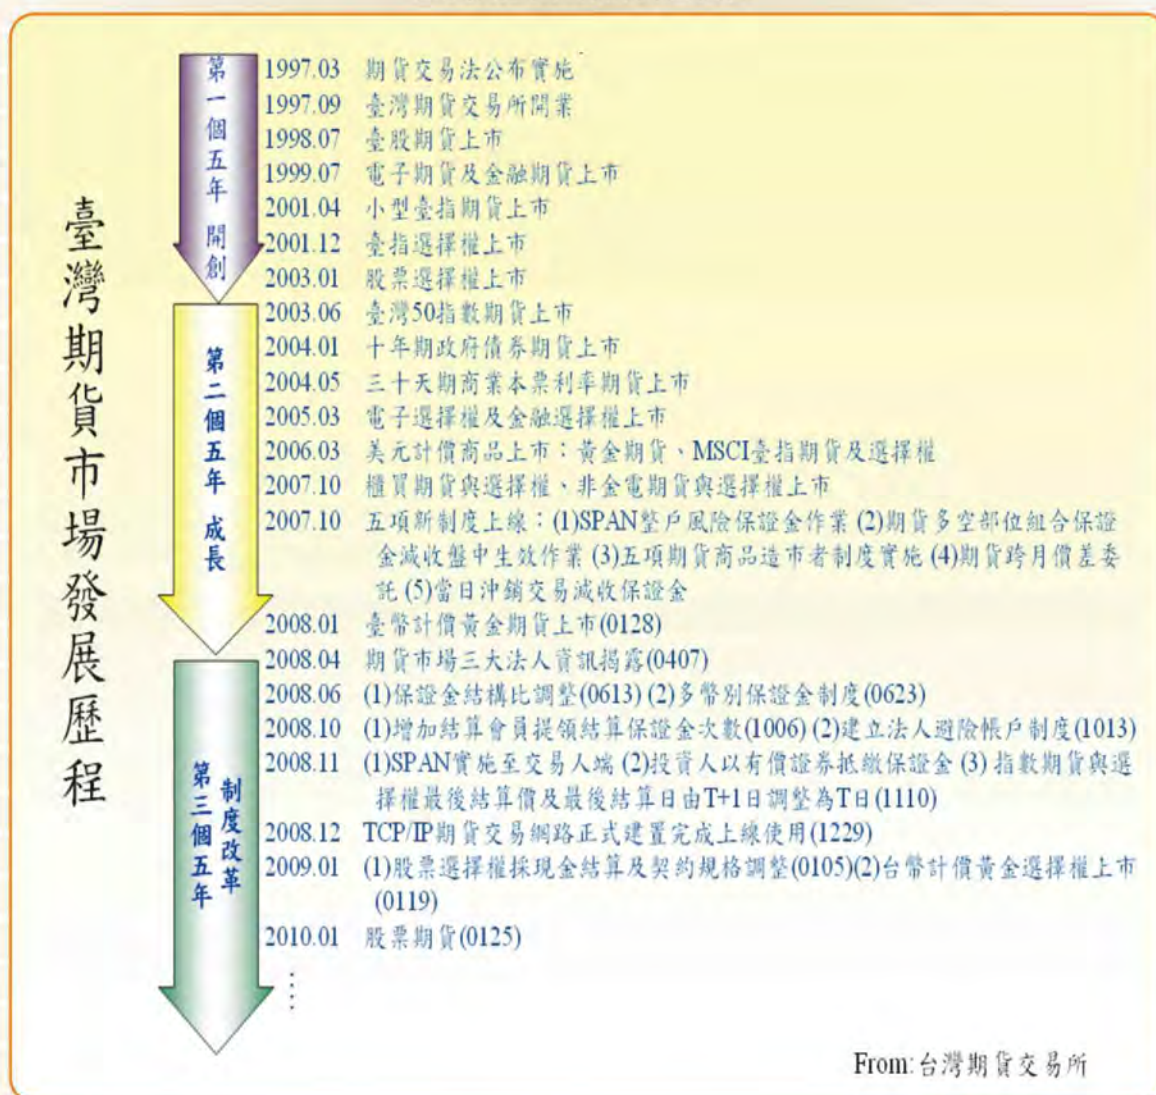 臺灣期貨市場發展歷程
第一個五年 開創
1997.03 期貨交易法公布實施
1997.09 臺灣期貨交易所開業
1998.07 臺股期貨上市
1999.07 電子期貨及金融期貨上市
2001.04 小型臺指期貨上市
2001.12 臺指選擇權上市
2003.01 股票選擇權上市
第二個五年 成長
2003.06 臺灣50指數期貨上市
2004.01 十年期政府債券期貨上市
2004.05 三十天期商業本票利率期貨上市
2005.03 電子選擇權及金融選擇權上市
2006.03 美元計價商品上市：黃金期貨、MSCI臺指期貨及選擇權
2007.10 櫃買期貨與選擇權、非金電期貨與選擇權上市
2007.10 五項新制度上線：(1)SPAN整戶風險保證金作業 (2)期貨多空部位組合保證
金減收盤中生效作業 (3)五項期貨商品造市者制度實施 (4)期貨跨月價差委
託 (5)當日沖銷交易減收保證金
2008.01 臺幣計價黃金期貨上市(0128)
第三個五年
制度改革
2008.04 期貨市場三大法人資訊揭露(0407)
2008.06 (1)保證金結構比調整(0613) (2)多幣別保證金制度(0623)
2008.10 (1)增加結算會員提領結算保證金次數(1006) (2)建立法人避險帳戶制度(1013)
2008.11 (1)SPAN實施至交易人端 (2)投資人以有價證券抵繳保證金 (3) 指數期貨與選
擇權最後結算價及最後結算日由T+1日調整為T日(1110)
2008.12 TCP/IP期貨交易網路正式建置完成上線使用(1229)
2009.01 (1)股票選擇權採現金結算及契約規格調整(0105)(2)台幣計價黃金選擇權上市
(0119)
2010.01 股票期貨(0125)
⋮
From:台灣期貨交易所